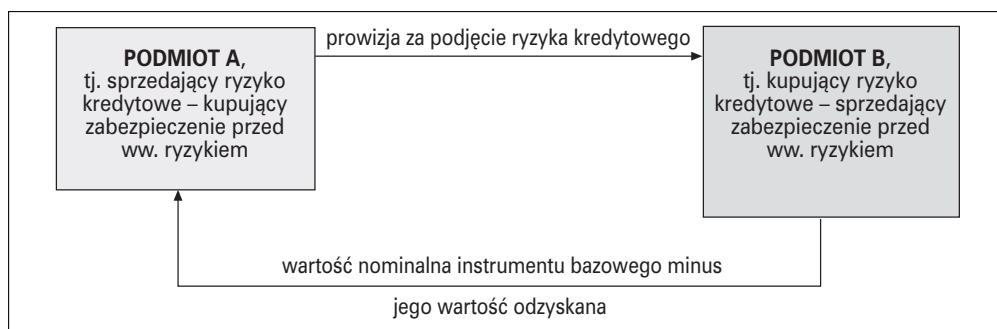 PODMIOT A,
tj. sprzedający ryzyko
kredytowe – kupujący
zabezpieczenie przed
ww. ryzykiem
prowizja za podjęcie ryzyka kredytowego
PODMIOT B,
tj. kupujący ryzyko
kredytowe – sprzedający
zabezpieczenie przed
ww. ryzykiem
wartość nominalna instrumentu bazowego minus
jego wartość odzyskana